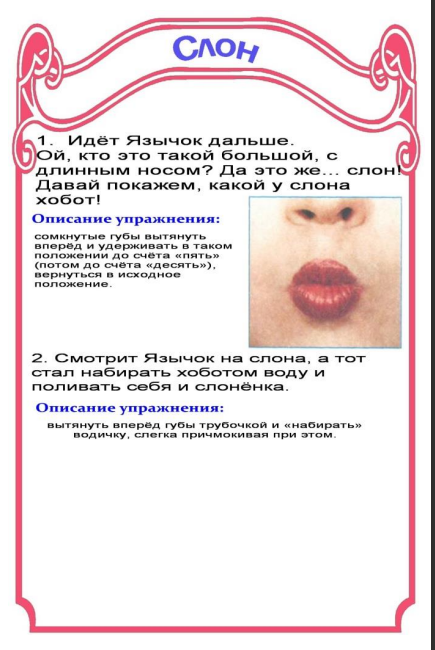 Слон
1. Идёт Язычок дальше.
Ой, кто это такой большой, с
длинным носом? Да это же... слон!
Давай покажем, какой у слона
хобот!
Описание упражнения:
сомкнутые губы вытянуть
вперёд и удерживать в таком
положении до счёта «пять»
(потом до счёта «десять»),
вернуться в исходное
положение.
2. Смотрит Язычок на слона, а тот
стал набирать хоботом воду и
поливать себя и слонёнка.
Описание упражнения:
вытянуть вперёд губы трубочкой и «набирать»
водичку, слегка причмокивая при этом.